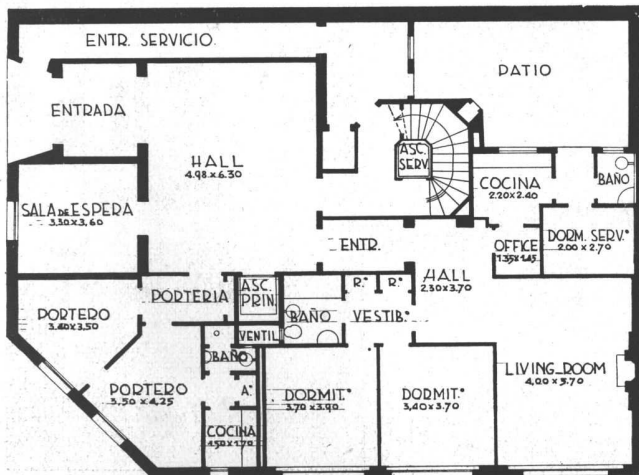 ENTR. SERVICIO.
PATIO
ENTRADA
HALL
4.98 x 6.30
ASC.
SERV.
COCINA
2.20 x 2.40
BAÑO
SALA DE ESPERA
3,30 x 3,60
ENTR.
OFFICE
1.35 x 1.45
DORM. SERV.º
2.00 x 2.70
HALL
2.30 x 3.70
PORTERIA
ASC.
PRIN.
R.º
R.º
PORTERO
3.40 x 3.50
BAÑO
VESTIB.º
VENTIL
BAÑO
PORTERO
3.50 x 4,25
A.º
DORMIT.º
3.70 x 3.90
DORMIT.º
3,40 x 3.70
LIVING-ROOM
4,00 x 5.70
COCINA
1.50 x 1.70